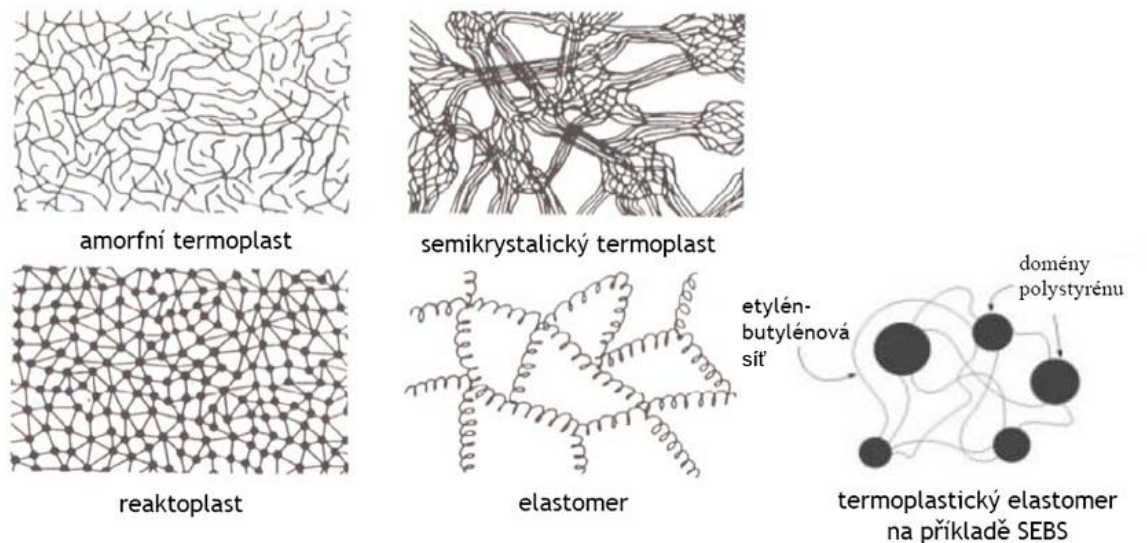 amorfní termoplast
semikrystalický termoplast
reaktoplast
elastomer
etylén-
butylénová
síť
domény
polystyrénu
termoplastický elastomer
na příkladě SEBS